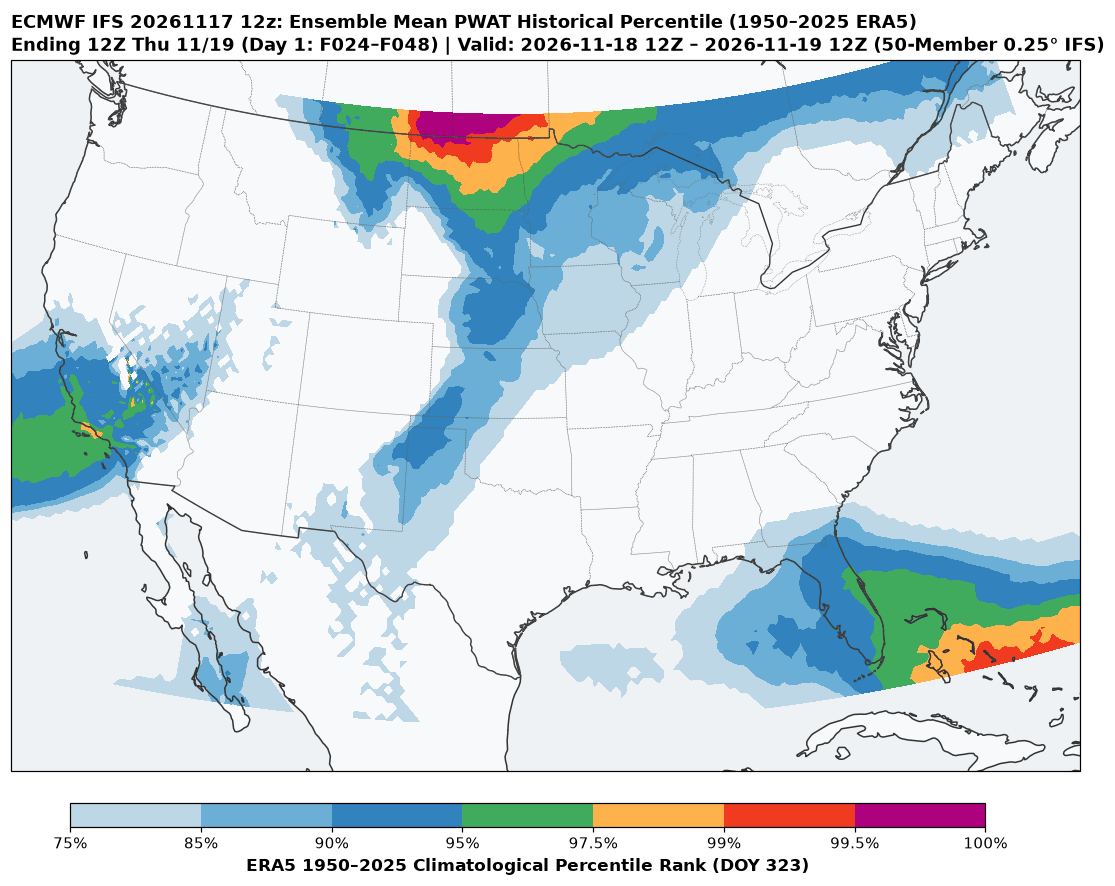 ECMWF IFS 20261117 12z: Ensemble Mean PWAT Historical Percentile (1950–2025 ERA5)
Ending 12Z Thu 11/19 (Day 1: F024–F048) | Valid: 2026-11-18 12Z – 2026-11-19 12Z (50-Member 0.25° IFS)
75% 85% 90% 95% 97.5% 99% 99.5% 100%
ERA5 1950–2025 Climatological Percentile Rank (DOY 323)